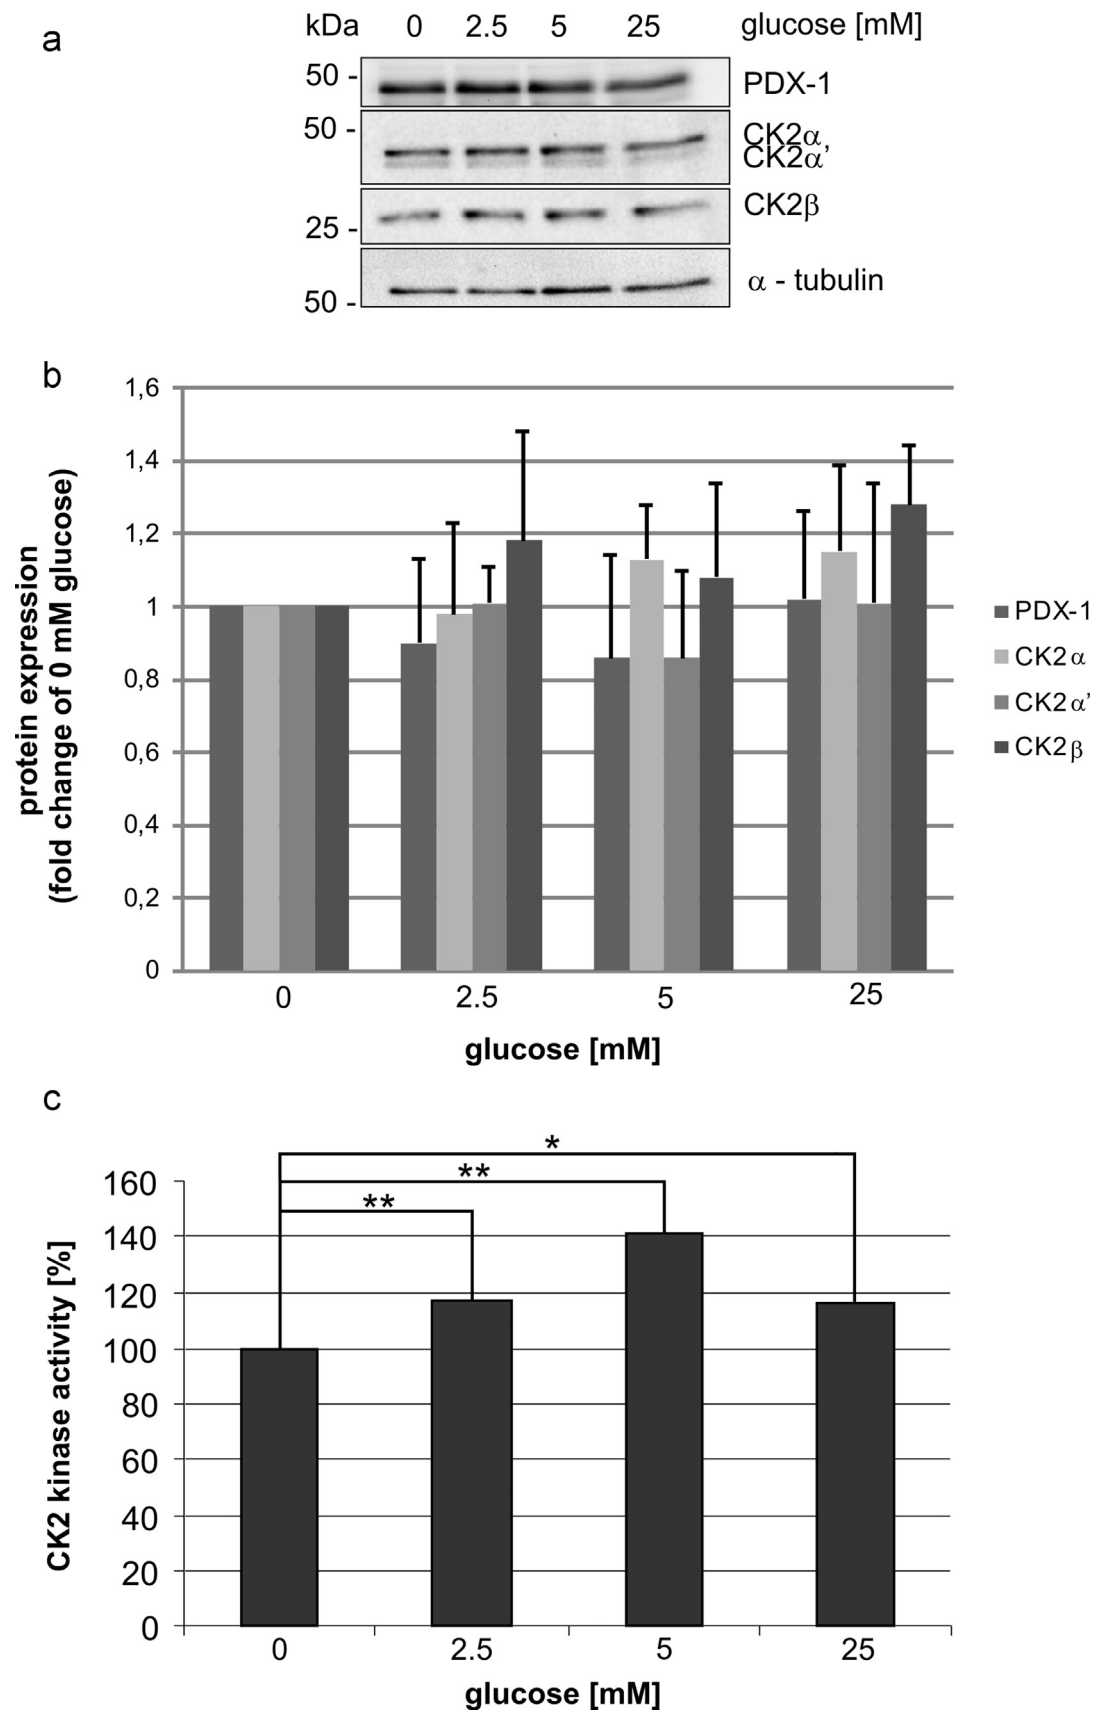 a
kDa 0 2.5 5 25 glucose [mM]
50 - PDX-1
50 - CK2α,
CK2α’
CK2β
25 -
α - tubulin
50 -
b
protein expression
(fold change of 0 mM glucose)
1,6
1,4
1,2
1
0,8
0,6
0,4
0,2
0
0 2.5 5 25
glucose [mM]
PDX-1
CK2α
CK2α’
CK2β
c
CK2 kinase activity [%]
*
**
**
160
140
120
100
80
60
40
20
0
0 2.5 5 25
glucose [mM]